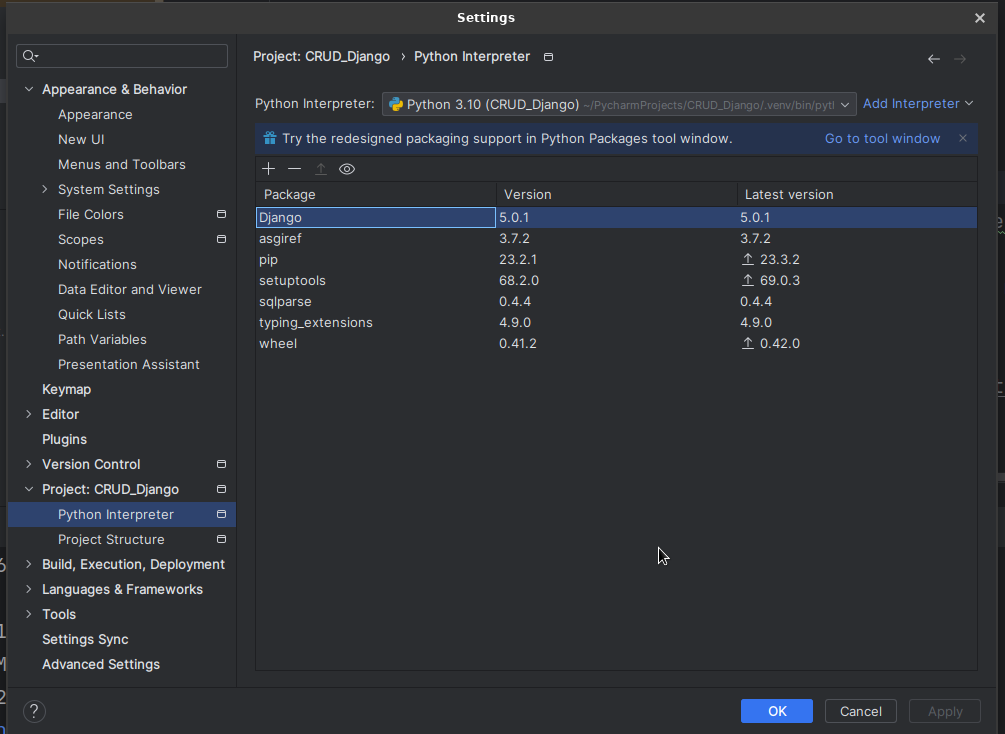 Settings
Project: CRUD_Django › Python Interpreter
Appearance & Behavior
Appearance
New UI
Menus and Toolbars
System Settings
File Colors
Scopes
Notifications
Data Editor and Viewer
Quick Lists
Path Variables
Presentation Assistant
Keymap
Editor
Plugins
Version Control
Project: CRUD_Django
Python Interpreter
Project Structure
Build, Execution, Deployment
Languages & Frameworks
Tools
Settings Sync
Advanced Settings
Python Interpreter: Python 3.10 (CRUD_Django) ~/PycharmProjects/CRUD_Django/.venv/bin/pyt Add Interpreter
Try the redesigned packaging support in Python Packages tool window. Go to tool window
Package Version Latest version
Django 5.0.1 5.0.1
asgiref 3.7.2 3.7.2
pip 23.2.1 23.3.2
setuptools 68.2.0 69.0.3
sqlparse 0.4.4 0.4.4
typing_extensions 4.9.0 4.9.0
wheel 0.41.2 0.42.0
? OK Cancel Apply